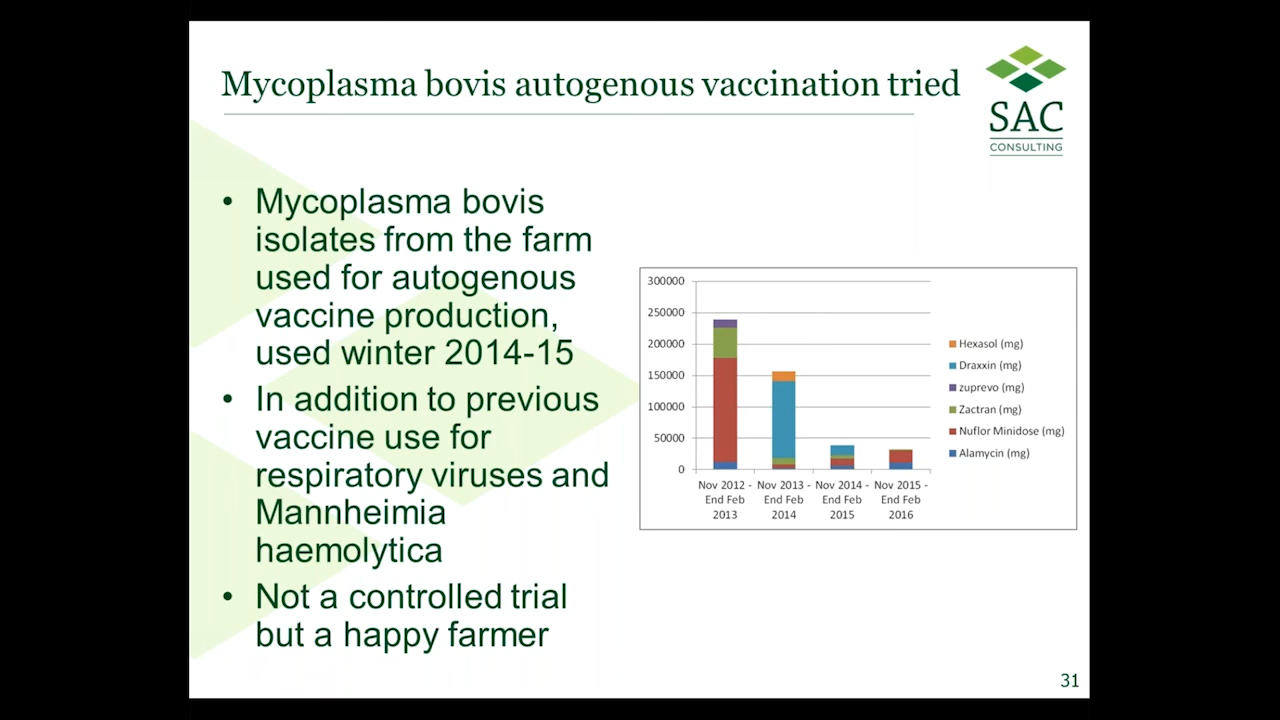 Mycoplasma bovis autogenous vaccination tried
SAC
CONSULTING
• Mycoplasma bovis
isolates from the farm
used for autogenous
vaccine production,
used winter 2014-15
• In addition to previous
vaccine use for
respiratory viruses and
Mannheimia
haemolytica
• Not a controlled trial
but a happy farmer
300000
250000
200000
150000
100000
50000
0
Nov 2012 - Nov 2013 - Nov 2014 - Nov 2015 -
End Feb End Feb End Feb End Feb
2013 2014 2015 2016
Hexasol (mg)
Draxxin (mg)
zuprevo (mg)
Zactran (mg)
Nuflor Minidose (mg)
Alamycin (mg)
31